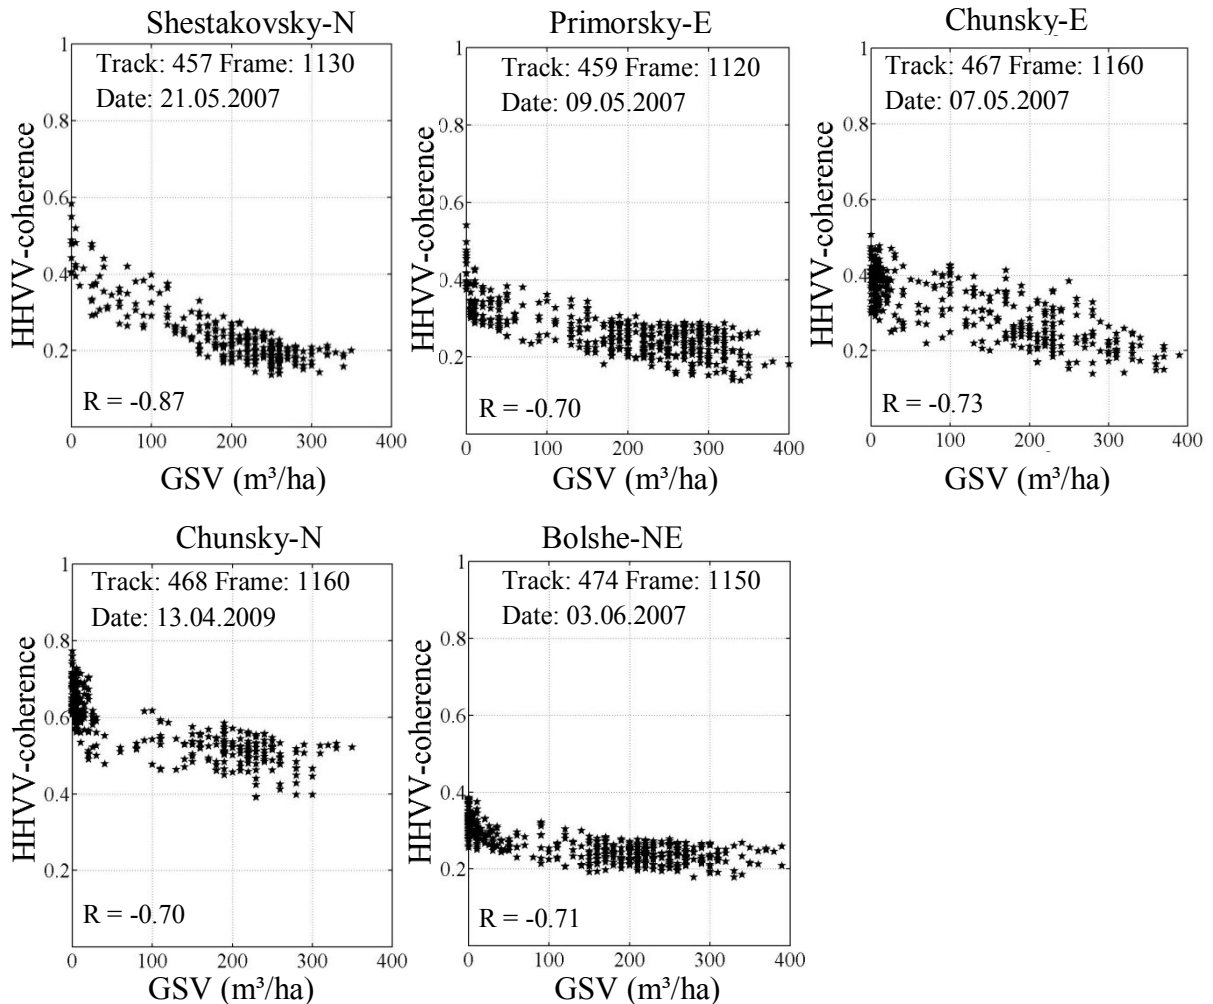 Shestakovsky-N
Track: 457 Frame: 1130
Date: 21.05.2007
HHVV-coherence
1
0.8
0.6
0.4
0.2
R = -0.87
0 100 200 300 400
GSV (m³/ha)
Primorsky-E
Track: 459 Frame: 1120
Date: 09.05.2007
HHVV-coherence
1
0.8
0.6
0.4
0.2
R = -0.70
0 100 200 300 400
GSV (m³/ha)
Chunsky-E
Track: 467 Frame: 1160
Date: 07.05.2007
HHVV-coherence
1
0.8
0.6
0.4
0.2
R = -0.73
0 100 200 300 400
GSV (m³/ha)
Chunsky-N
Track: 468 Frame: 1160
Date: 13.04.2009
HHVV-coherence
1
0.8
0.6
0.4
0.2
R = -0.70
0 100 200 300 400
GSV (m³/ha)
Bolshe-NE
Track: 474 Frame: 1150
Date: 03.06.2007
HHVV-coherence
1
0.8
0.6
0.4
0.2
R = -0.71
0 100 200 300 400
GSV (m³/ha)